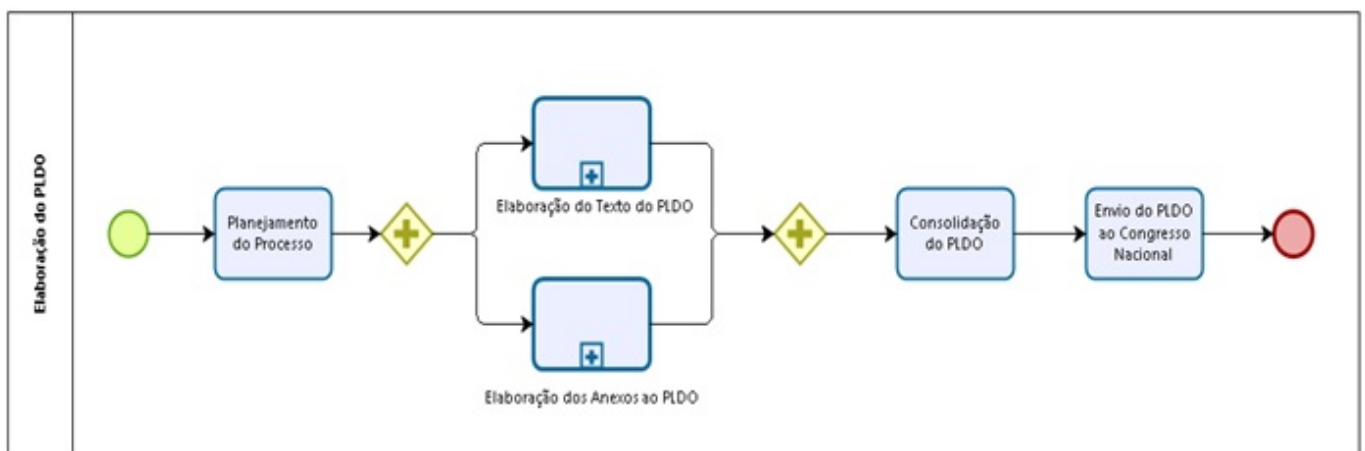 Elaboração do PLDO
Planejamento
do Processo
Elaboração do Texto do PLDO
Elaboração dos Anexos ao PLDO
Consolidação
do PLDO
Envio do PLDO
ao Congresso
Nacional